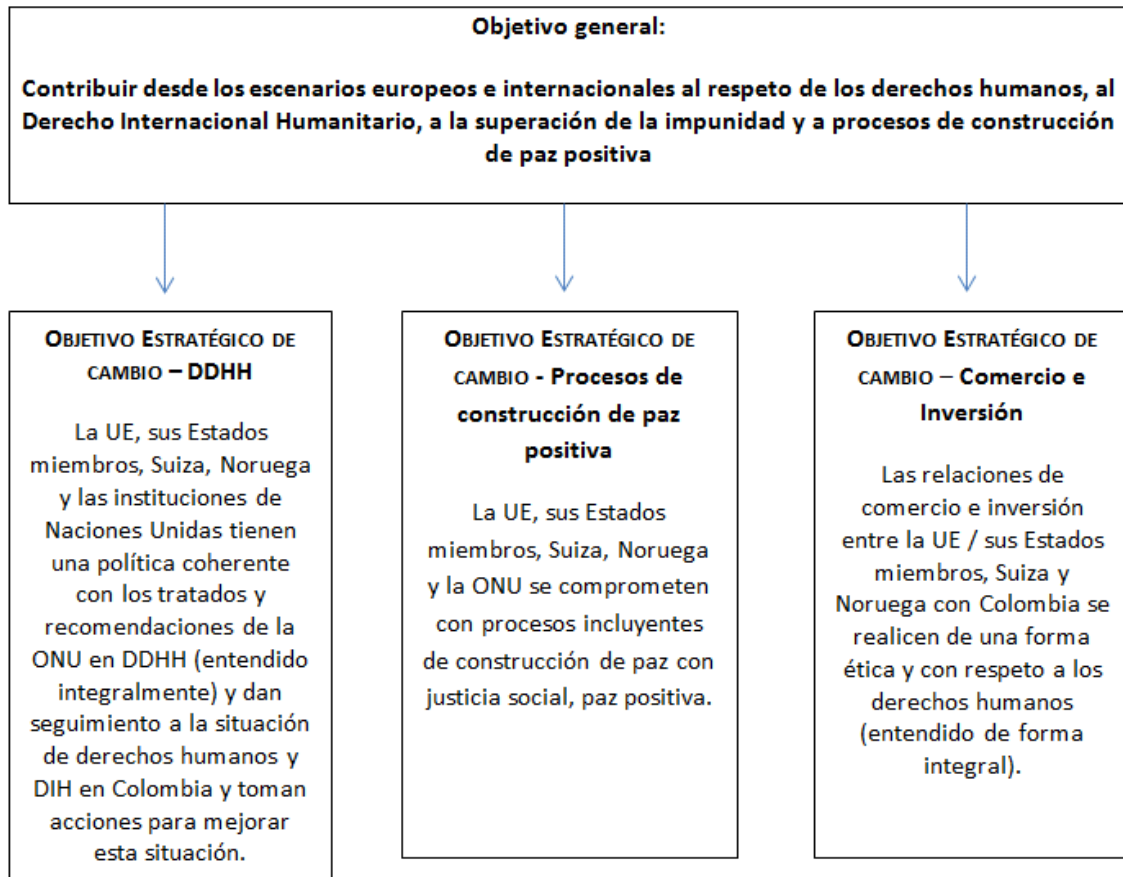 Objetivo general:
Contribuir desde los escenarios europeos e internacionales al respeto de los derechos humanos, al
Derecho Internacional Humanitario, a la superación de la impunidad y a procesos de construcción
de paz positiva
OBJETIVO ESTRATÉGICO DE
CAMBIO – DDHH
La UE, sus Estados
miembros, Suiza, Noruega
y las instituciones de
Naciones Unidas tienen
una política coherente
con los tratados y
recomendaciones de la
ONU en DDHH (entendido
integralmente) y dan
seguimiento a la situación
de derechos humanos y
DIH en Colombia y toman
acciones para mejorar
esta situación.
OBJETIVO ESTRATÉGICO DE
CAMBIO - Procesos de
construcción de paz
positiva
La UE, sus Estados
miembros, Suiza, Noruega
y la ONU se comprometen
con procesos incluyentes
de construcción de paz con
justicia social, paz positiva.
OBJETIVO ESTRATÉGICO DE
CAMBIO – Comercio e
Inversión
Las relaciones de
comercio e inversión
entre la UE / sus Estados
miembros, Suiza y
Noruega con Colombia se
realicen de una forma
ética y con respeto a los
derechos humanos
(entendido de forma
integral).